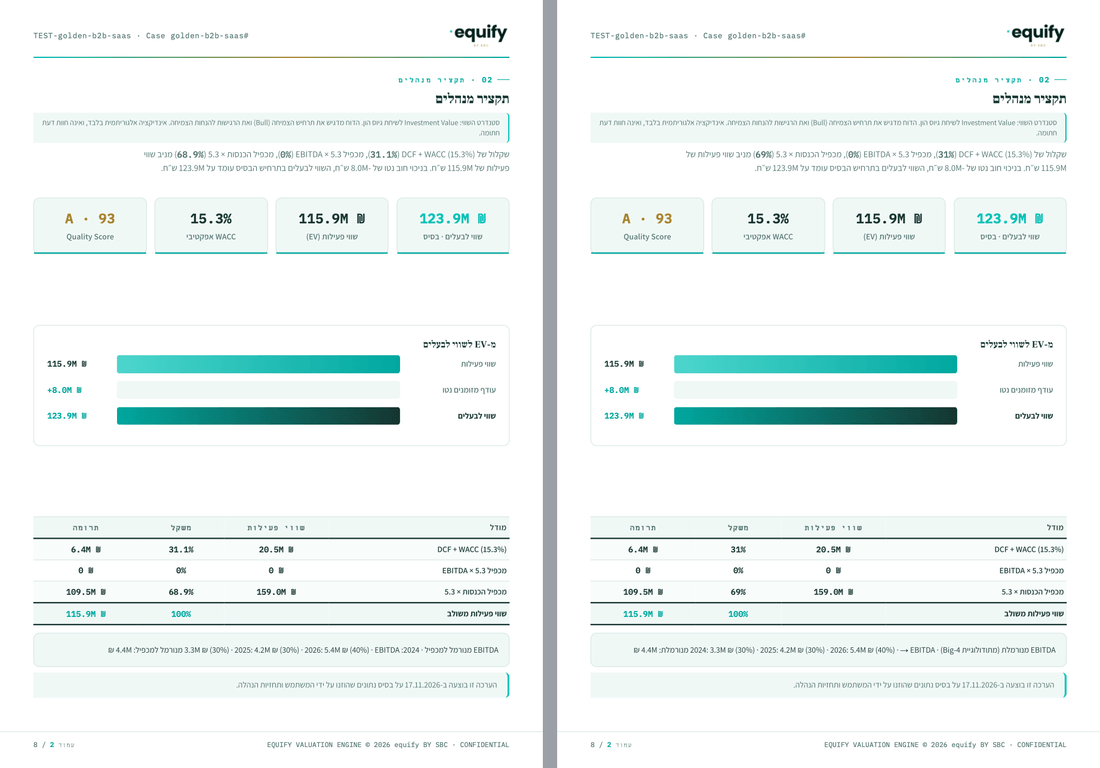 TEST-golden-b2b-saas · Case golden-b2b-saas#
equify
BY SBC
02 · תקציר מנהלים
תקציר מנהלים
סטנדרט השווי: Investment Value לשיחת גיוס הון. הדוח מדגיש את תרחיש הצמיחה (Bull) ואת הרגישות להנחות הצמיחה. אינדיקציה אלגוריתמית בלבד, ואינה חוות דעת
חתומה.
שקלול של DCF + WACC (15.3%) (31.1%), מכפיל EBITDA × 5.3 (0%), מכפיל הכנסות × 5.3 (68.9%) מניב שווי
פעילות של 115.9M ש״ח. בניכוי חוב נטו של -8.0M ש״ח, השווי לבעלים בתרחיש הבסיס עומד על 123.9M ש״ח.
123.9M ₪
שווי לבעלים · בסיס
115.9M ₪
שווי פעילות (EV)
15.3%
WACC אפקטיבי
A · 93
Quality Score
מ-EV לשווי לבעלים
שווי פעילות 115.9M ₪
עודף מזומנים נטו +8.0M ₪
שווי לבעלים 123.9M ₪
מודל שווי פעילות משקל תרומה
DCF + WACC (15.3%) 20.5M ₪ 31.1% 6.4M ₪
מכפיל EBITDA × 5.3 0 ₪ 0% 0 ₪
מכפיל הכנסות × 5.3 159.0M ₪ 68.9% 109.5M ₪
שווי פעילות משולב 100% 115.9M ₪
EBITDA מנורמל למכפיל · EBITDA 2024: 3.3M ₪ (30%) · 2025: 4.2M ₪ (30%) · 2026: 5.4M ₪ (40%) מנורמל למכפיל: 4.4M ₪
הערכה זו בוצעה ב-17.11.2026 על בסיס נתונים שהוזנו על ידי המשתמש ותחזיות הנהלה.
עמוד 2 / 8
EQUIFY VALUATION ENGINE © 2026 equify BY SBC · CONFIDENTIAL
TEST-golden-b2b-saas · Case golden-b2b-saas#
equify
BY SBC
02 · תקציר מנהלים
תקציר מנהלים
סטנדרט השווי: Investment Value לשיחת גיוס הון. הדוח מדגיש את תרחיש הצמיחה (Bull) ואת הרגישות להנחות הצמיחה. אינדיקציה אלגוריתמית בלבד, ואינה חוות דעת
חתומה.
שקלול של DCF + WACC (15.3%) (31%), מכפיל EBITDA × 5.3 (0%), מכפיל הכנסות × 5.3 (69%) מניב שווי פעילות של
115.9M ש״ח. בניכוי חוב נטו של -8.0M ש״ח, השווי לבעלים בתרחיש הבסיס עומד על 123.9M ש״ח.
123.9M ₪
שווי לבעלים · בסיס
115.9M ₪
שווי פעילות (EV)
15.3%
WACC אפקטיבי
A · 93
Quality Score
מ-EV לשווי לבעלים
שווי פעילות 115.9M ₪
עודף מזומנים נטו +8.0M ₪
שווי לבעלים 123.9M ₪
מודל שווי פעילות משקל תרומה
DCF + WACC (15.3%) 20.5M ₪ 31% 6.4M ₪
מכפיל EBITDA × 5.3 0 ₪ 0% 0 ₪
מכפיל הכנסות × 5.3 159.0M ₪ 69% 109.5M ₪
שווי פעילות משולב 100% 115.9M ₪
EBITDA מנורמלת (מתודולוגיית Big-4) · EBITDA 2024: 3.3M ₪ (30%) · 2025: 4.2M ₪ (30%) · 2026: 5.4M ₪ (40%) · → מנורמלת: 4.4M ₪
הערכה זו בוצעה ב-17.11.2026 על בסיס נתונים שהוזנו על ידי המשתמש ותחזיות הנהלה.
עמוד 2 / 8
EQUIFY VALUATION ENGINE © 2026 equify BY SBC · CONFIDENTIAL